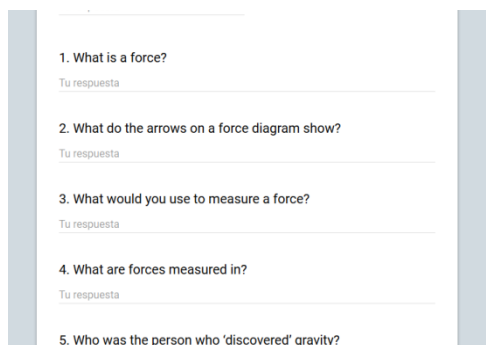 1. What is a force?
Tu respuesta
2. What do the arrows on a force diagram show?
Tu respuesta
3. What would you use to measure a force?
Tu respuesta
4. What are forces measured in?
Tu respuesta
5. Who was the person who 'discovered' gravity?